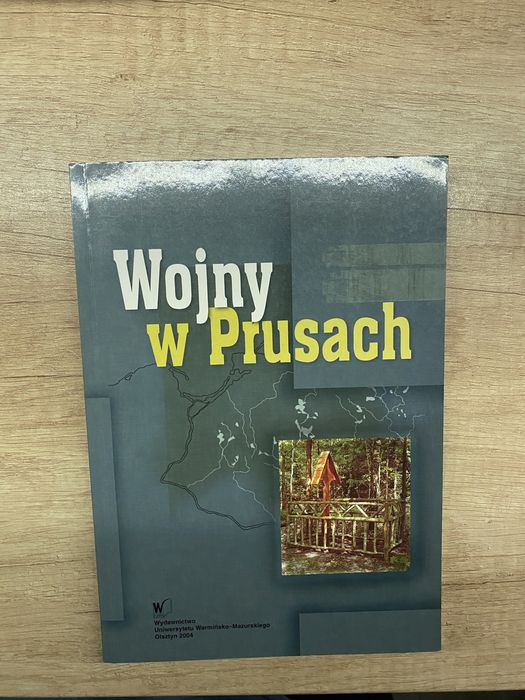 Wojny
w Prusach
W
Wydawnictwo
Uniwersytetu Warmińsko-Mazurskiego
Olsztyn 2004